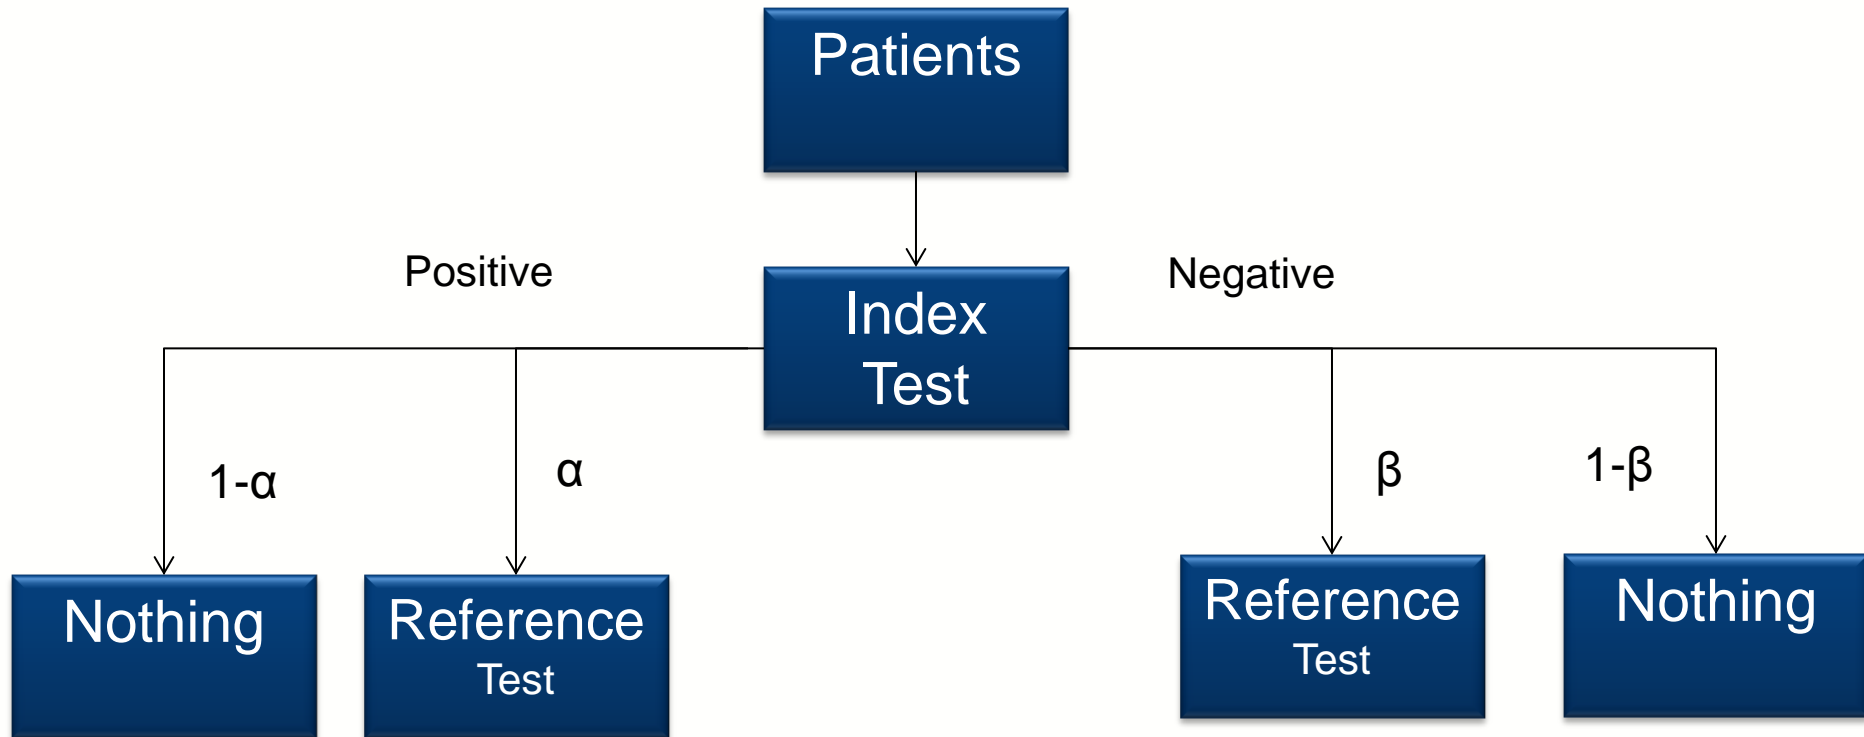 Patients
Positive
Negative
Index
Test
1-α
α
β
1-β
Nothing
Reference
Test
Reference
Test
Nothing